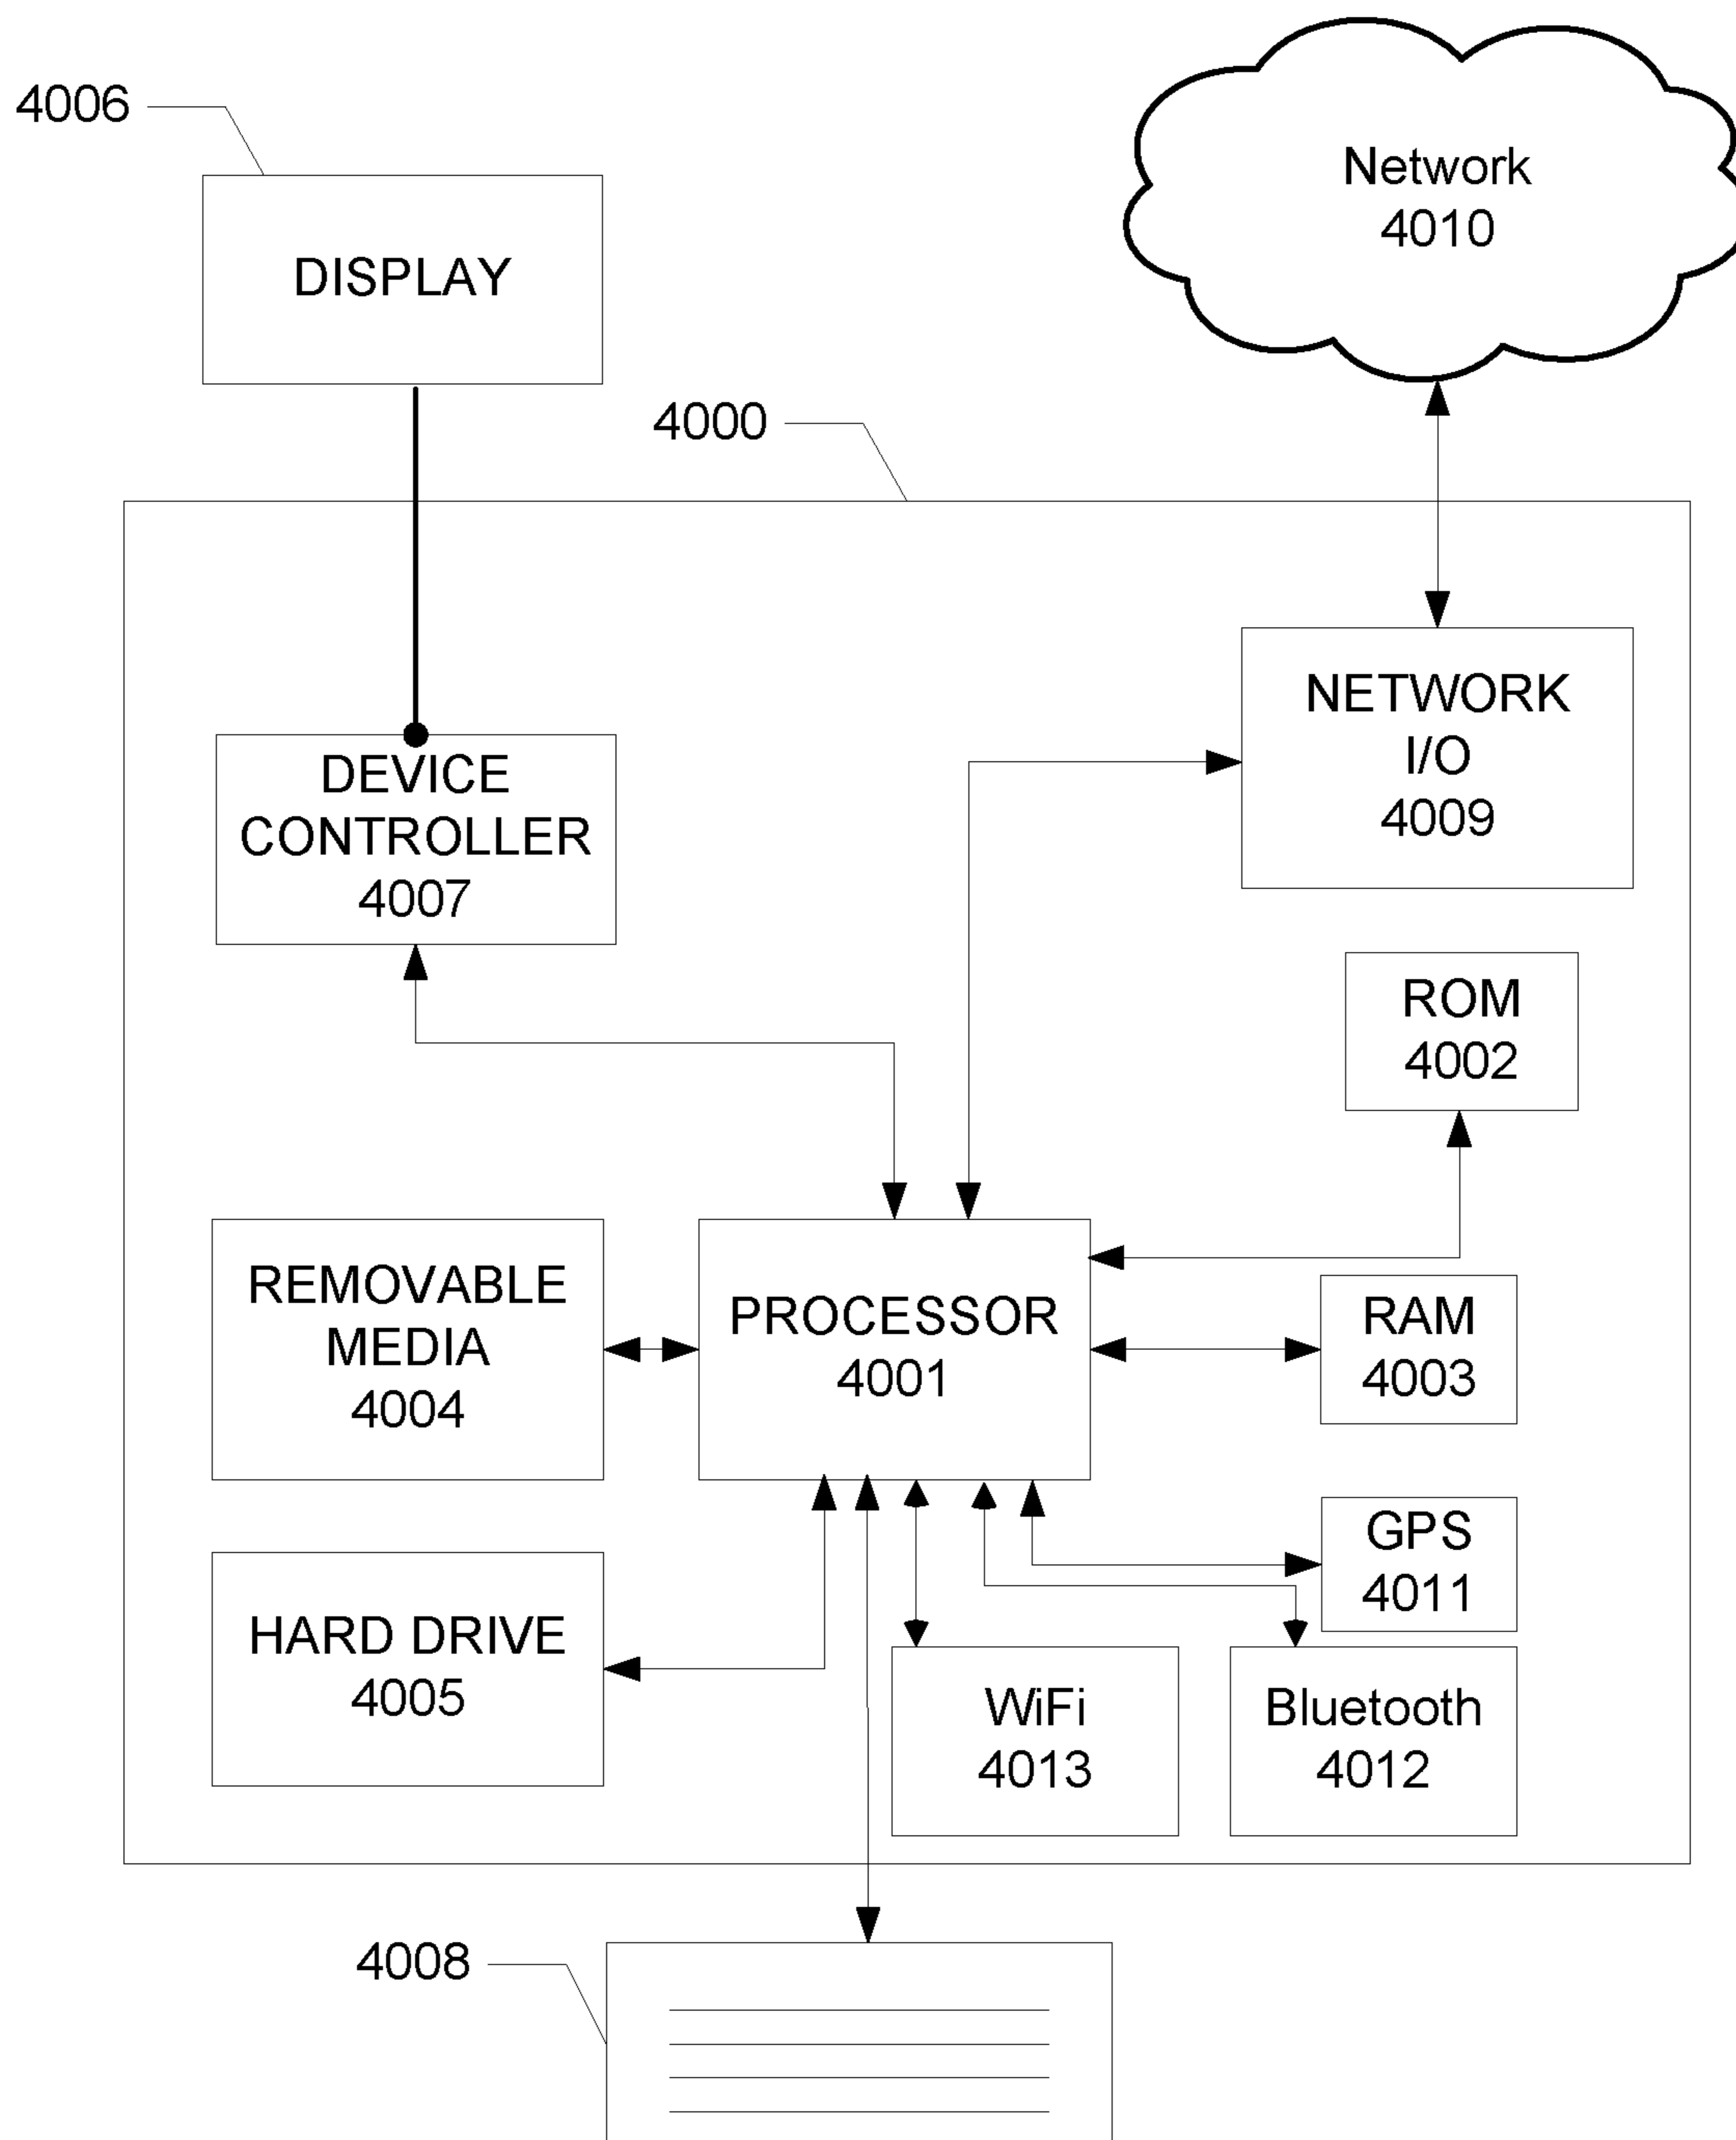 4006
DISPLAY
Network
4010
4000
NETWORK
I/O
4009
DEVICE
CONTROLLER
4007
ROM
4002
REMOVABLE
MEDIA
4004
PROCESSOR
4001
RAM
4003
GPS
4011
HARD DRIVE
4005
WiFi
4013
Bluetooth
4012
4008